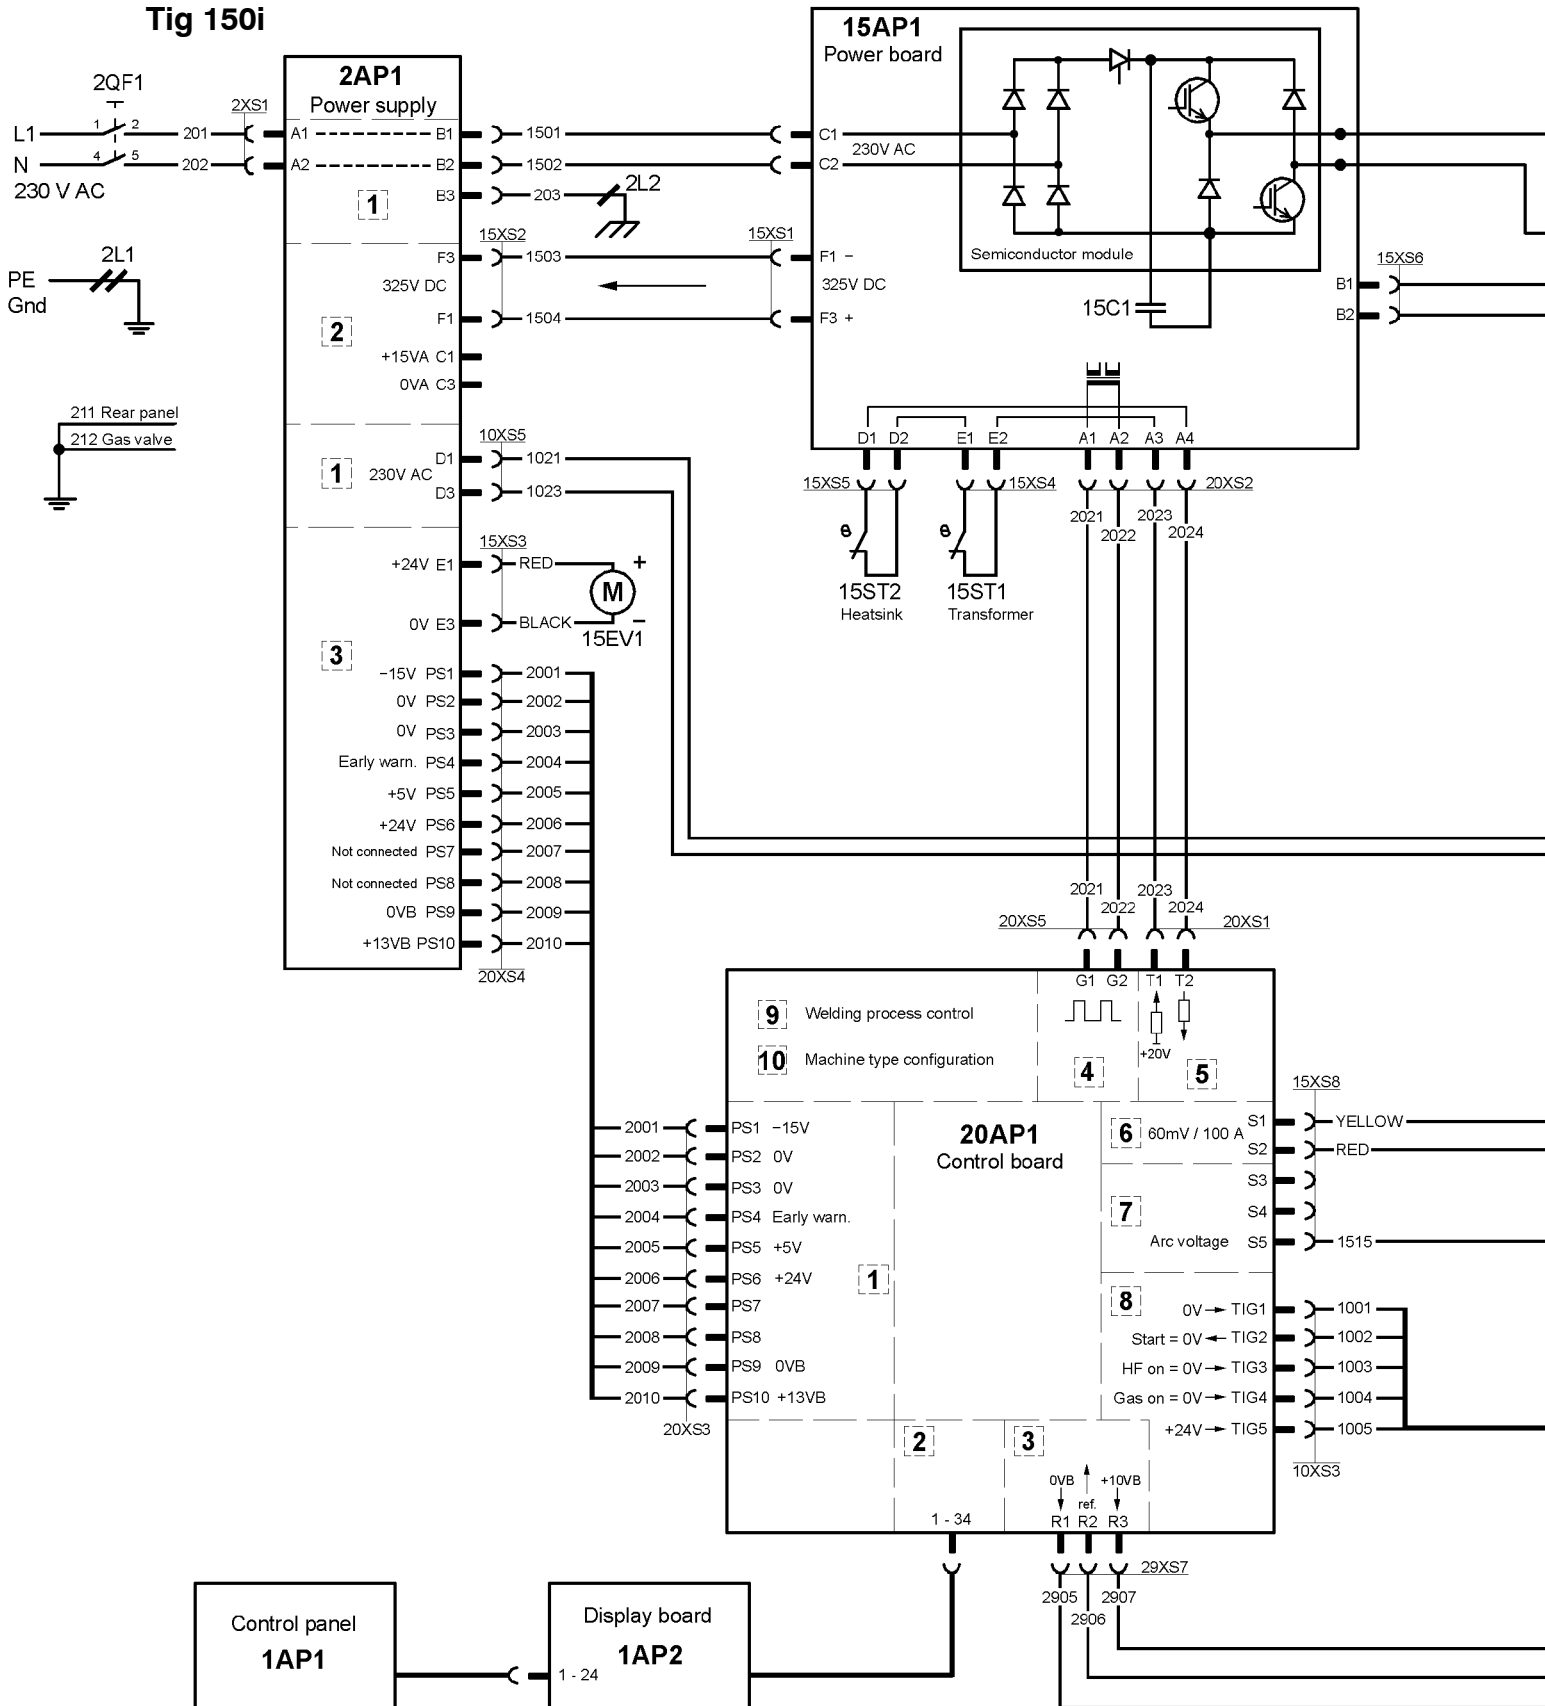 Tig 150i
2QF1
L1
1
2
201
N
4
5
202
230 V AC
2XS1
PE
Gnd
2L1
211 Rear panel
212 Gas valve
2AP1
Power supply
A1
B1
1501
A2
B2
1502
1
B3
203
2L2
15XS2
15XS1
F3
1503
325V DC
2
F1
1504
+15VA C1
0VA C3
10XS5
D1
1021
1
230V AC
D3
1023
15XS3
+24V E1
RED
+
M
0V E3
BLACK
−
15EV1
3
−15V PS1
2001
0V PS2
2002
0V PS3
2003
Early warn. PS4
2004
+5V PS5
2005
+24V PS6
2006
Not connected PS7
2007
Not connected PS8
2008
0VB PS9
2009
+13VB PS10
2010
20XS4
15AP1
Power board
C1
230V AC
C2
Semiconductor module
F1 −
325V DC
F3 +
15C1
15XS6
B1
B2
D1 D2 E1 E2 A1 A2 A3 A4
15XS5
15XS4
20XS2
2021
2022
2023
2024
15ST2
Heatsink
15ST1
Transformer
2021
2022
2023
2024
20XS5
20XS1
G1 G2 T1 T2
+20V
9 Welding process control
10 Machine type configuration
4
5
20AP1
Control board
2001
PS1 −15V
2002
PS2 0V
2003
PS3 0V
2004
PS4 Early warn.
2005
PS5 +5V
2006
PS6 +24V
1
2007
PS7
2008
PS8
2009
PS9 0VB
2010
PS10 +13VB
20XS3
15XS8
6 60mV / 100 A
S1
YELLOW
S2
RED
S3
7
S4
Arc voltage S5
1515
8
0V TIG1
1001
Start = 0V TIG2
1002
HF on = 0V TIG3
1003
Gas on = 0V TIG4
1004
+24V TIG5
1005
10XS3
2
3
0VB
ref.
+10VB
1 - 34
R1 R2 R3
29XS7
2905
2906
2907
Control panel
1AP1
Display board
1AP2
1 - 24